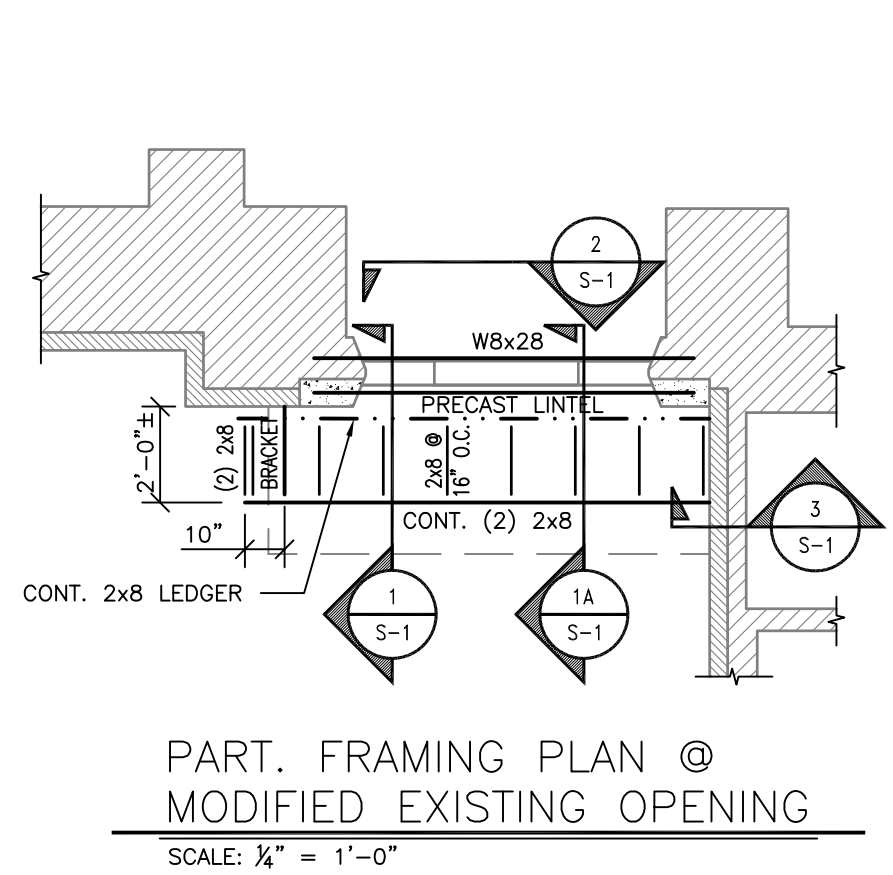 2
S-1
W8x28
PRECAST LINTEL
2'-0"±
(2) 2x8
BRACKET
2x8 @
16" O.C.
CONT. (2) 2x8
10"
3
S-1
CONT. 2x8 LEDGER
1
S-1
1A
S-1
PART. FRAMING PLAN @
MODIFIED EXISTING OPENING
SCALE: ¼" = 1'-0"